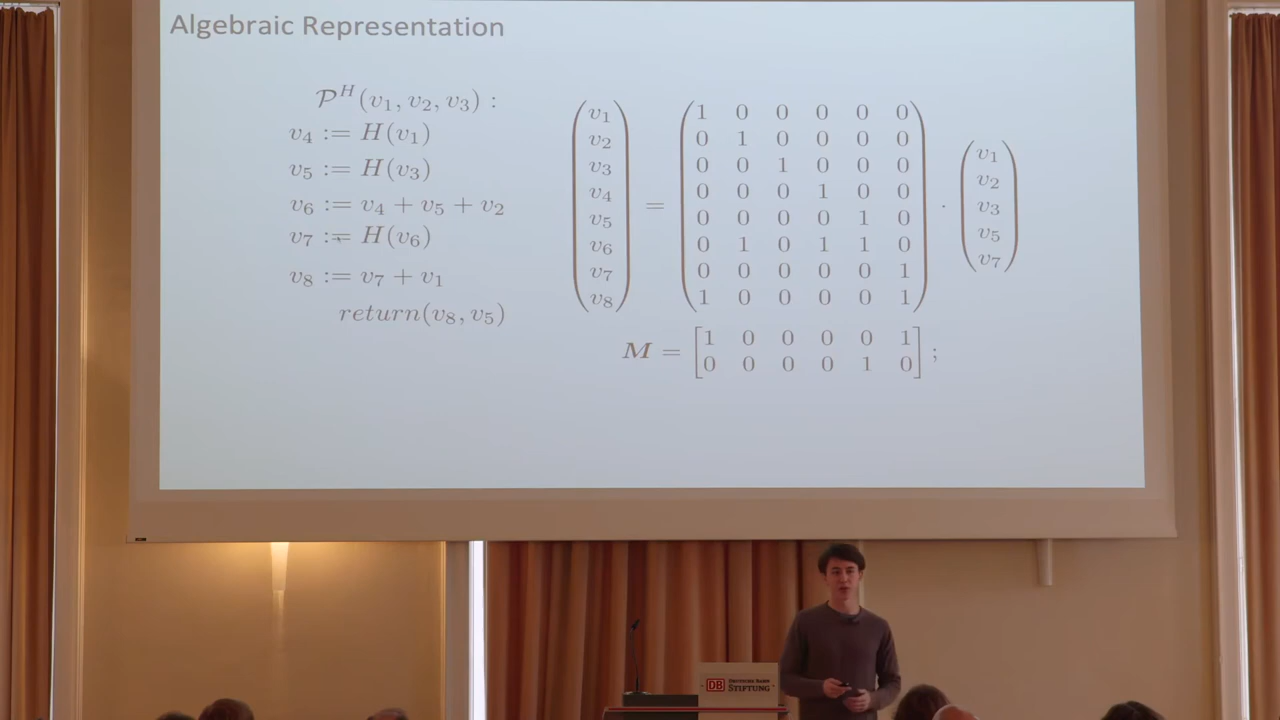 Algebraic Representation
𝒫ᴴ(v₁, v₂, v₃) :
v₄ := H(v₁)
v₅ := H(v₃)
v₆ := v₄ + v₅ + v₂
v₇ := H(v₆)
v₈ := v₇ + v₁
return(v₈, v₅)
v₁
v₂
v₃
v₄
v₅
v₆
v₇
v₈
=
1 0 0 0 0 0
0 1 0 0 0 0
0 0 1 0 0 0
0 0 0 1 0 0
0 0 0 0 1 0
0 1 0 1 1 0
0 0 0 0 0 1
1 0 0 0 0 1
·
v₁
v₂
v₃
v₅
v₇
M = [1 0 0 0 0 1
0 0 0 0 1 0] ;
DB DEUTSCHE BAHN
STIFTUNG